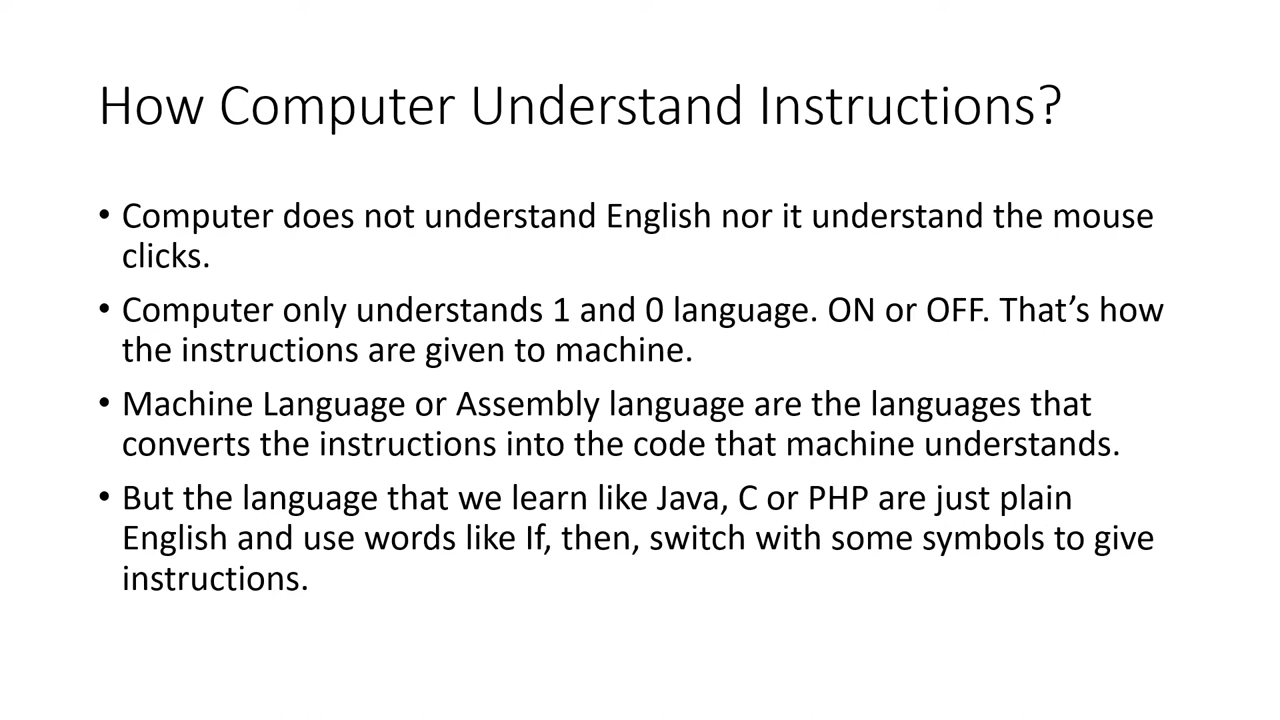 How Computer Understand Instructions?
• Computer does not understand English nor it understand the mouse
clicks.
• Computer only understands 1 and 0 language. ON or OFF. That’s how
the instructions are given to machine.
• Machine Language or Assembly language are the languages that
converts the instructions into the code that machine understands.
• But the language that we learn like Java, C or PHP are just plain
English and use words like If, then, switch with some symbols to give
instructions.